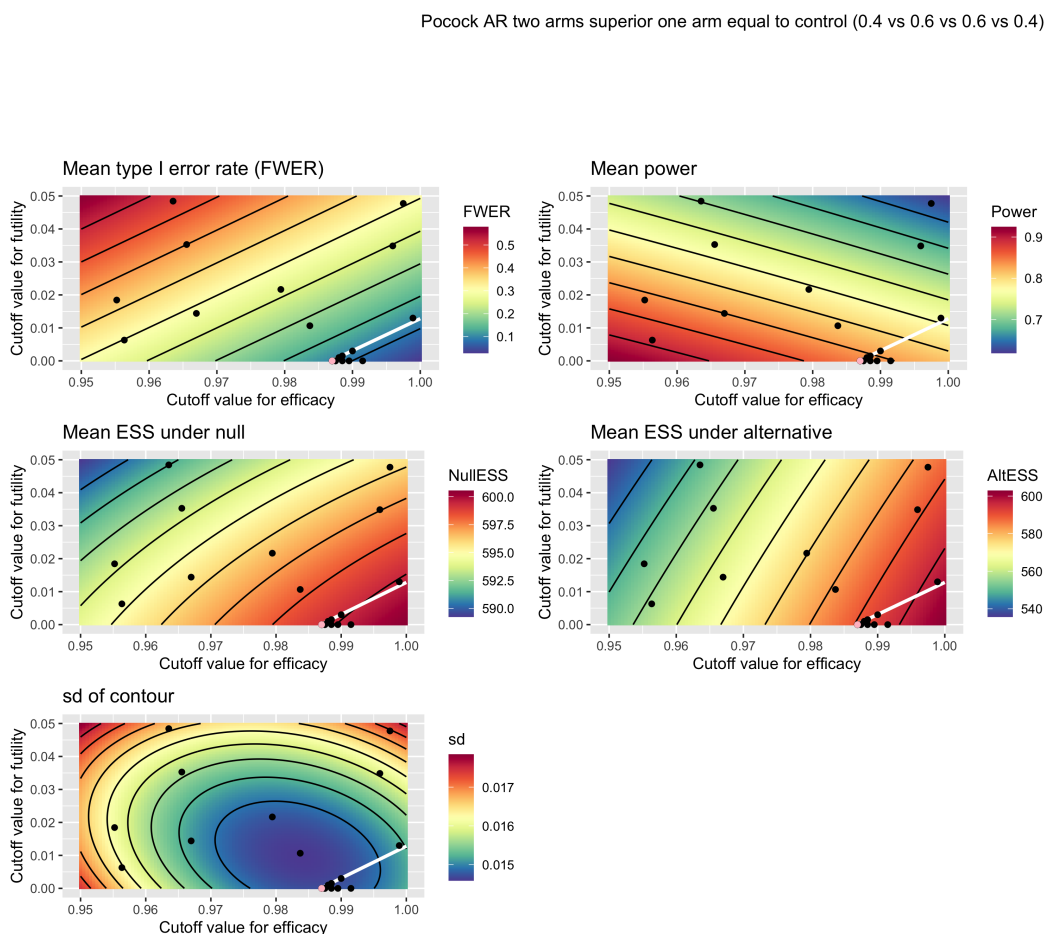 Pocock AR two arms superior one arm equal to control (0.4 vs 0.6 vs 0.6 vs 0.4)
Mean type I error rate (FWER)
Cutoff value for futility
0.05
0.04
0.03
0.02
0.01
0.00
0.95 0.96 0.97 0.98 0.99 1.00
Cutoff value for efficacy
FWER
0.5
0.4
0.3
0.2
0.1
Mean power
Cutoff value for futility
0.05
0.04
0.03
0.02
0.01
0.00
0.95 0.96 0.97 0.98 0.99 1.00
Cutoff value for efficacy
Power
0.9
0.8
0.7
Mean ESS under null
Cutoff value for futility
0.05
0.04
0.03
0.02
0.01
0.00
0.95 0.96 0.97 0.98 0.99 1.00
Cutoff value for efficacy
NullESS
600.0
597.5
595.0
592.5
590.0
Mean ESS under alternative
Cutoff value for futility
0.05
0.04
0.03
0.02
0.01
0.00
0.95 0.96 0.97 0.98 0.99 1.00
Cutoff value for efficacy
AltESS
600
580
560
540
sd of contour
Cutoff value for futility
0.05
0.04
0.03
0.02
0.01
0.00
0.95 0.96 0.97 0.98 0.99 1.00
Cutoff value for efficacy
sd
0.017
0.016
0.015